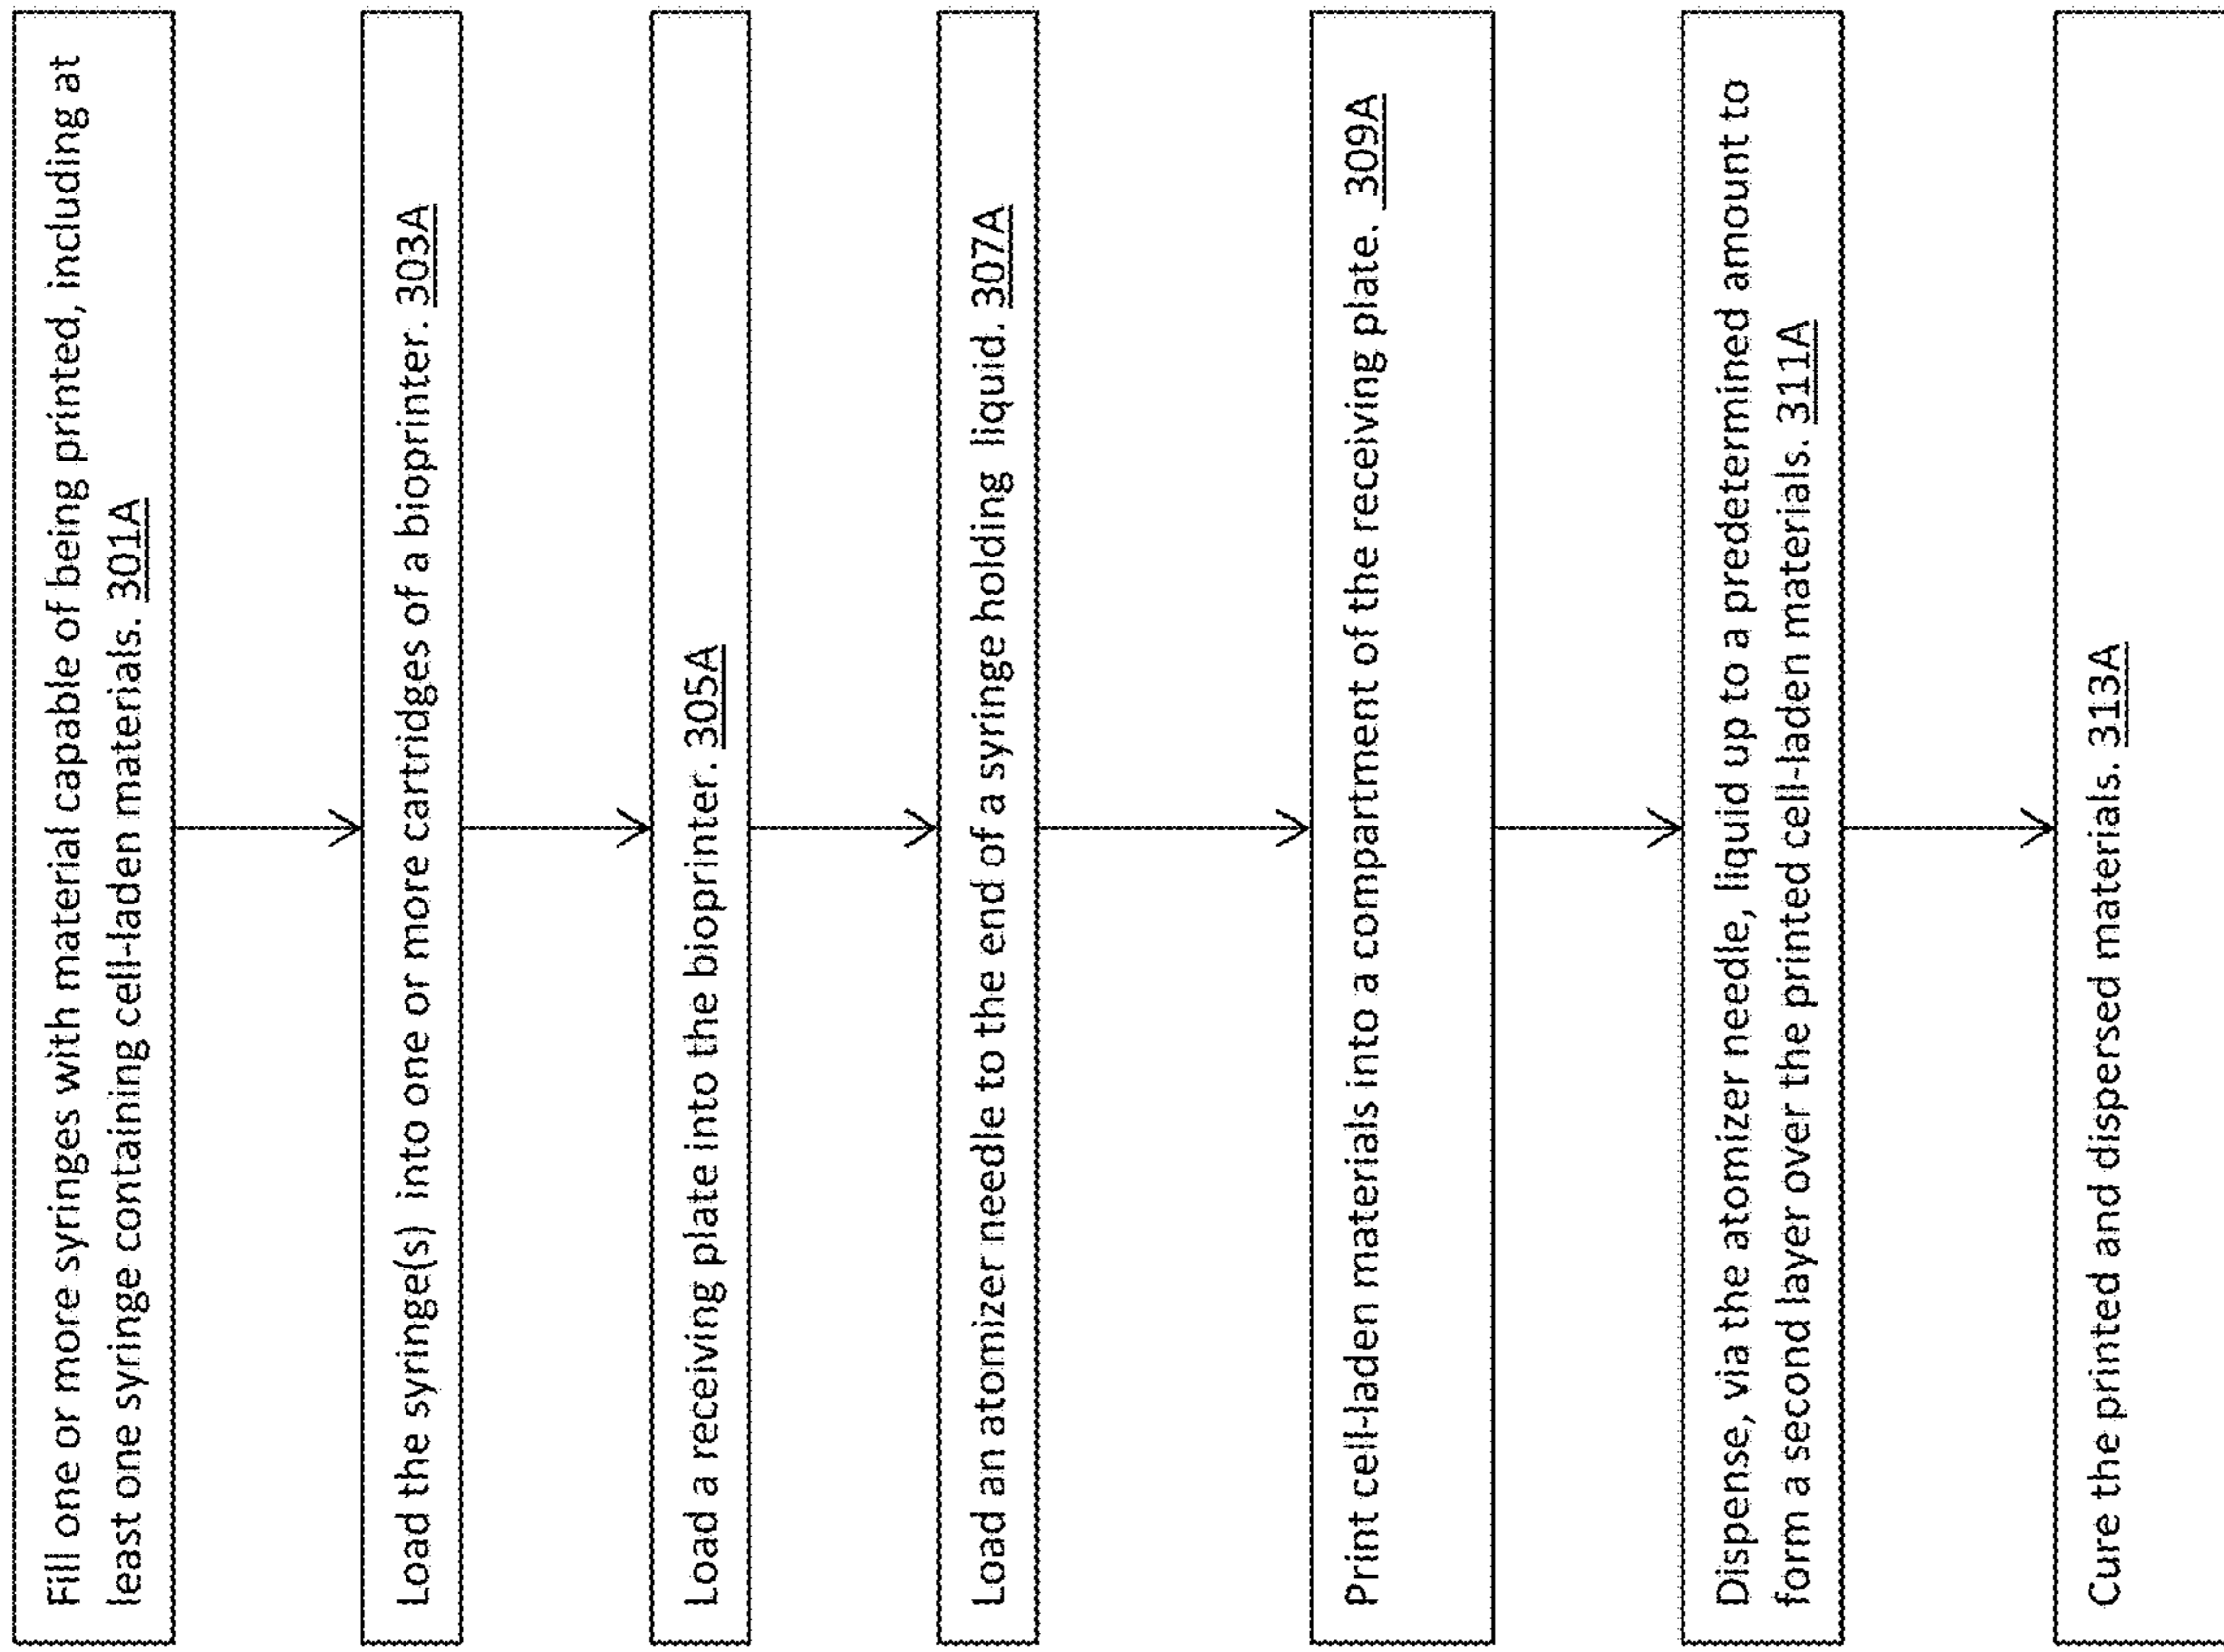 Fill one or more syringes with material capable of being printed, including at
least one syringe containing cell-laden materials. 301A
Load the syringe(s) into one or more cartridges of a bioprinter. 303A
Load a receiving plate into the bioprinter. 305A
Load an atomizer needle to the end of a syringe holding liquid. 307A
Print cell-laden materials into a compartment of the receiving plate. 309A
Dispense, via the atomizer needle, liquid up to a predetermined amount to
form a second layer over the printed cell-laden materials. 311A
Cure the printed and dispersed materials. 313A